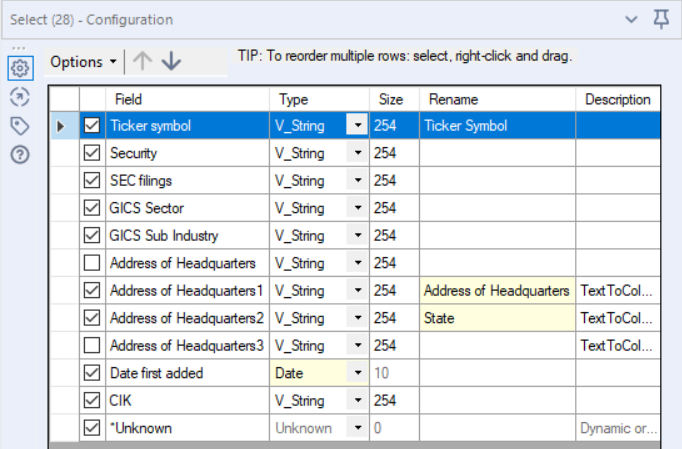 Select (28) - Configuration
Options TIP: To reorder multiple rows: select, right-click and drag.
Field Type Size Rename Description
Ticker symbol V_String 254 Ticker Symbol
Security V_String 254
SEC filings V_String 254
GICS Sector V_String 254
GICS Sub Industry V_String 254
Address of Headquarters V_String 254
Address of Headquarters1 V_String 254 Address of Headquarters TextToCol...
Address of Headquarters2 V_String 254 State TextToCol...
Address of Headquarters3 V_String 254 TextToCol...
Date first added Date 10
CIK V_String 254
*Unknown Unknown 0 Dynamic or...